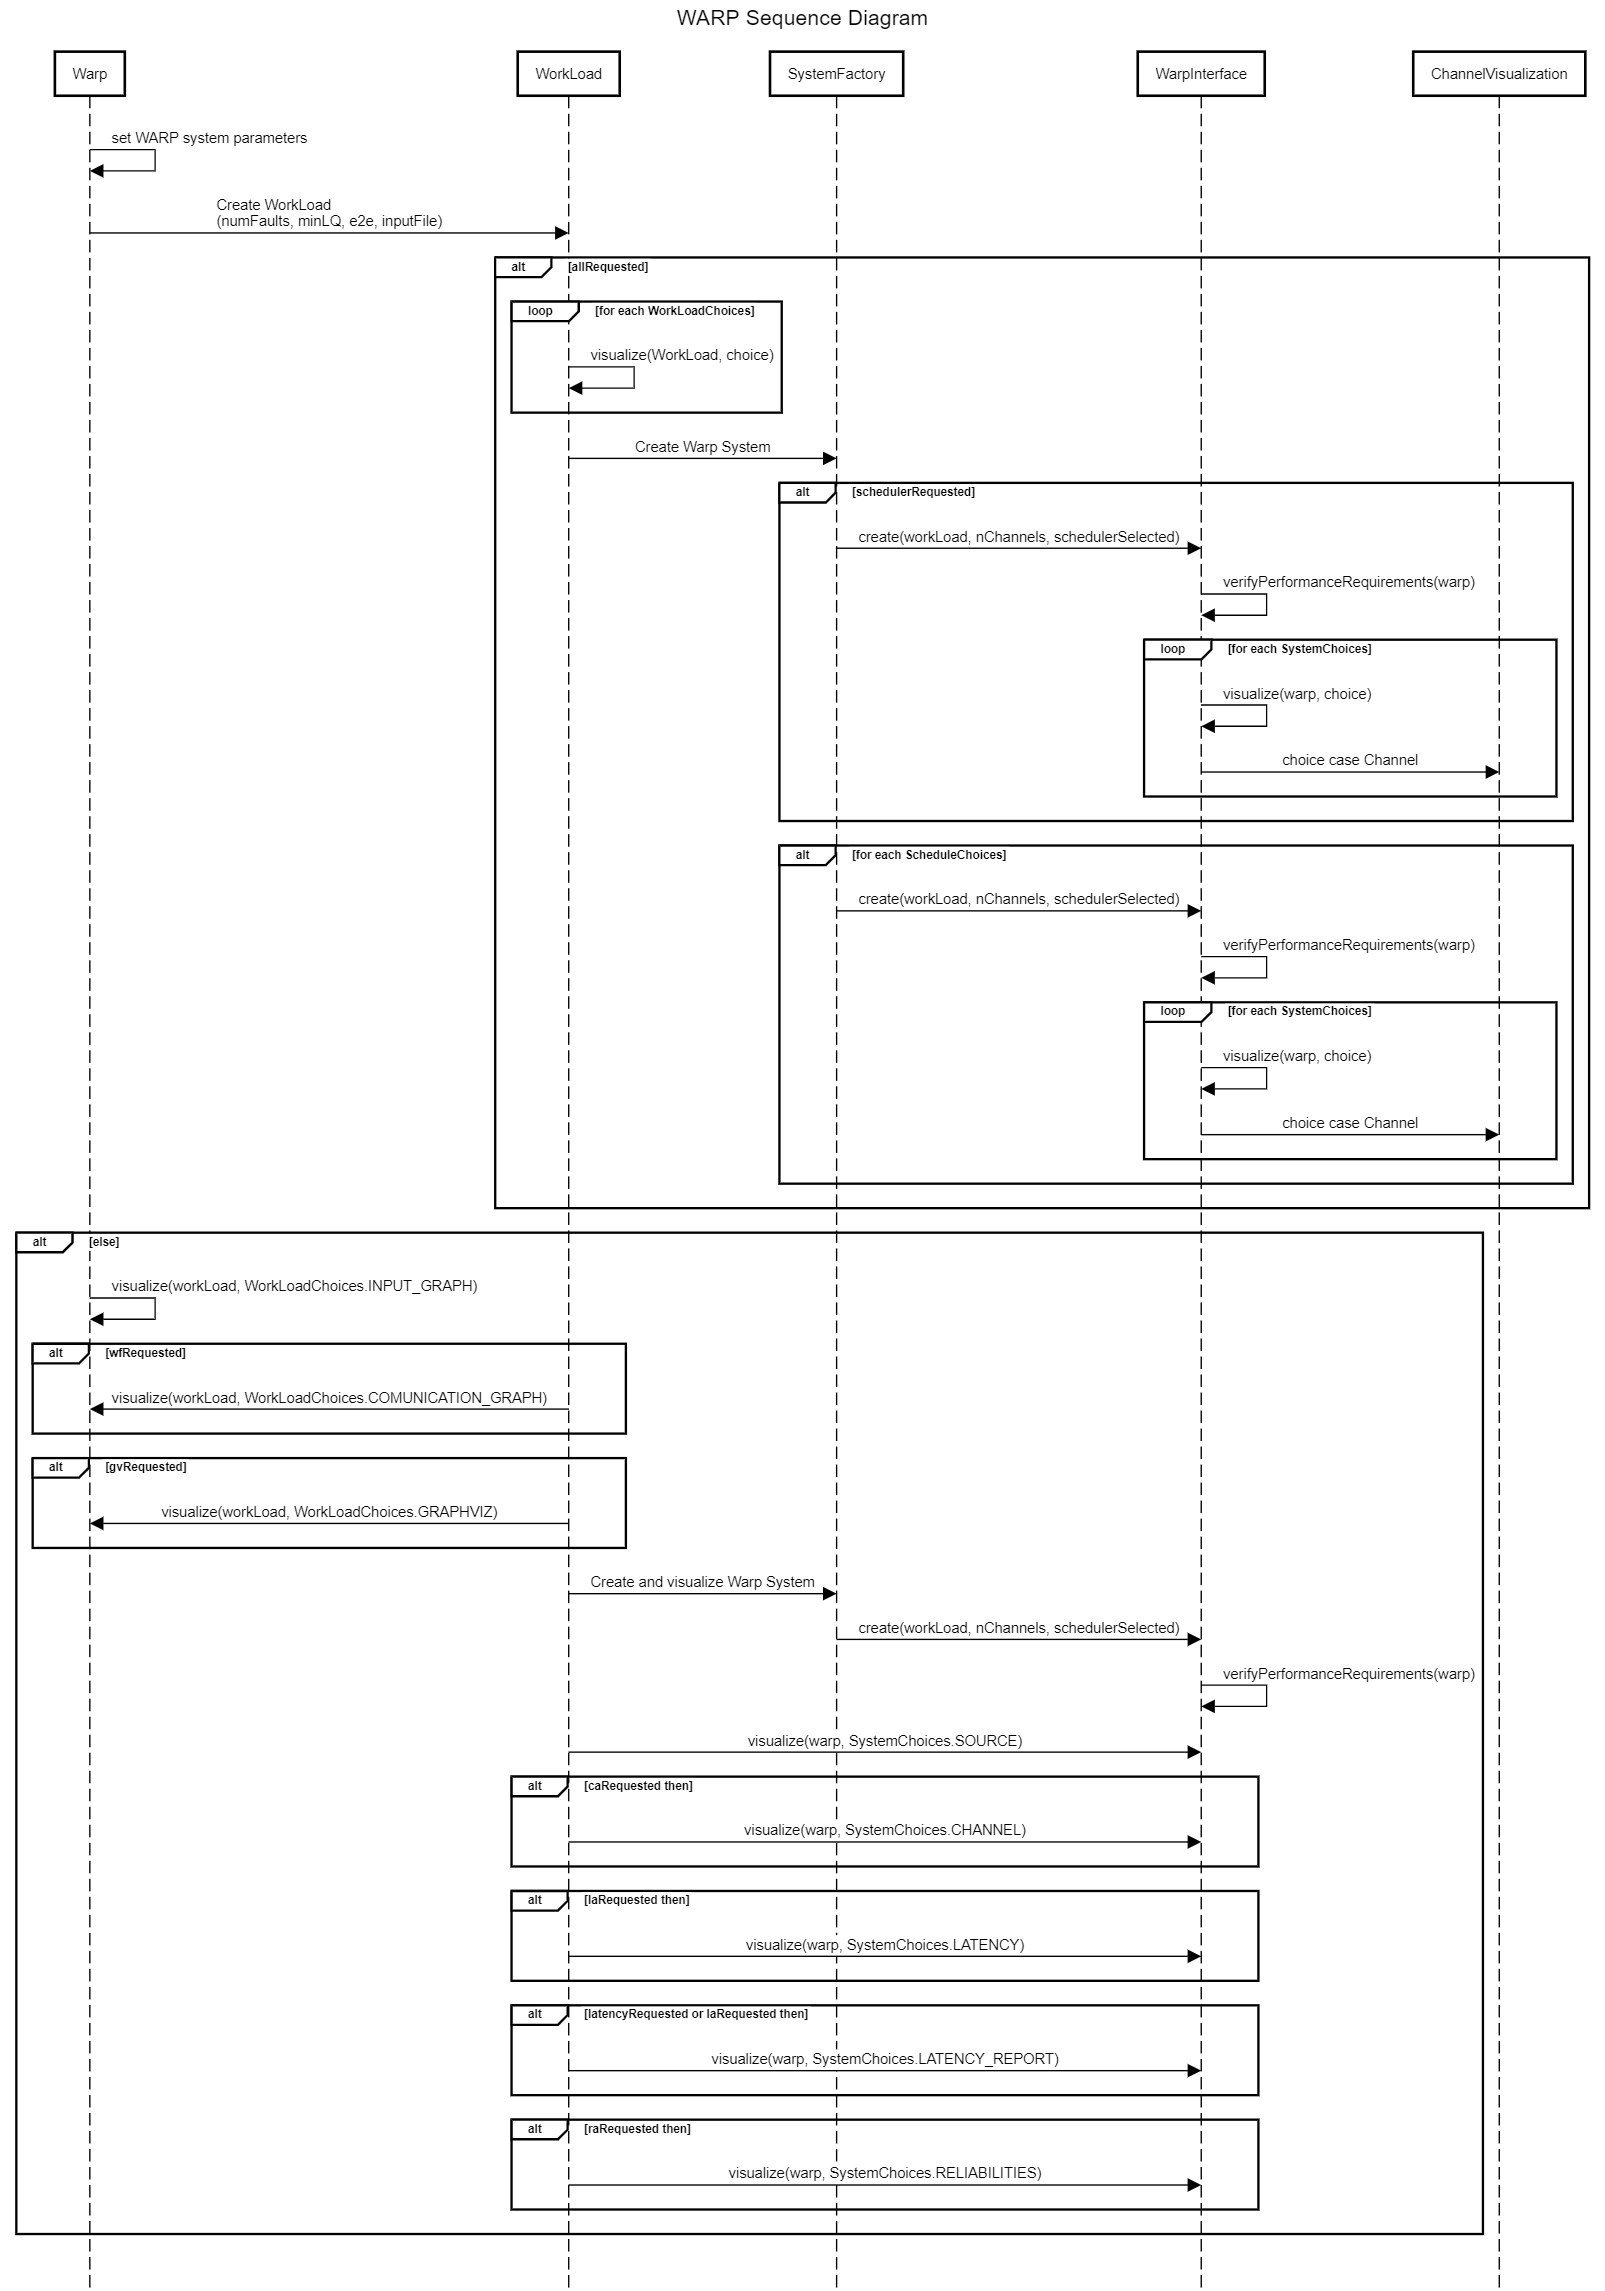 WARP Sequence Diagram
Warp
WorkLoad
SystemFactory
WarpInterface
ChannelVisualization
set WARP system parameters
Create WorkLoad
(numFaults, minLQ, e2e, inputFile)
alt
[allRequested]
loop
[for each WorkLoadChoices]
visualize(WorkLoad, choice)
Create Warp System
alt
[schedulerRequested]
create(workLoad, nChannels, schedulerSelected)
verifyPerformanceRequirements(warp)
loop
[for each SystemChoices]
visualize(warp, choice)
choice case Channel
alt
[for each ScheduleChoices]
create(workLoad, nChannels, schedulerSelected)
verifyPerformanceRequirements(warp)
loop
[for each SystemChoices]
visualize(warp, choice)
choice case Channel
alt
[else]
visualize(workLoad, WorkLoadChoices.INPUT_GRAPH)
alt
[wfRequested]
visualize(workLoad, WorkLoadChoices.COMUNICATION_GRAPH)
alt
[gvRequested]
visualize(workLoad, WorkLoadChoices.GRAPHVIZ)
Create and visualize Warp System
create(workLoad, nChannels, schedulerSelected)
verifyPerformanceRequirements(warp)
visualize(warp, SystemChoices.SOURCE)
alt
[caRequested then]
visualize(warp, SystemChoices.CHANNEL)
alt
[laRequested then]
visualize(warp, SystemChoices.LATENCY)
alt
[latencyRequested or laRequested then]
visualize(warp, SystemChoices.LATENCY_REPORT)
alt
[raRequested then]
visualize(warp, SystemChoices.RELIABILITIES)